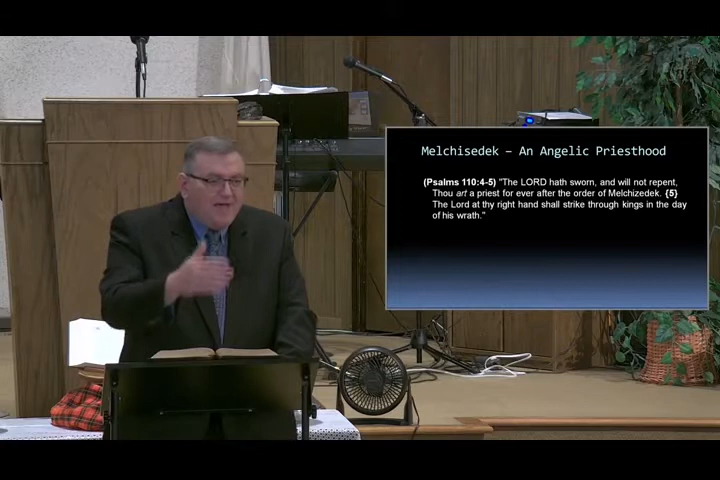 Melchisedek – An Angelic Priesthood
(Psalms 110:4-5) "The LORD hath sworn, and will not repent,
Thou art a priest for ever after the order of Melchizedek. {5}
The Lord at thy right hand shall strike through kings in the day
of his wrath."